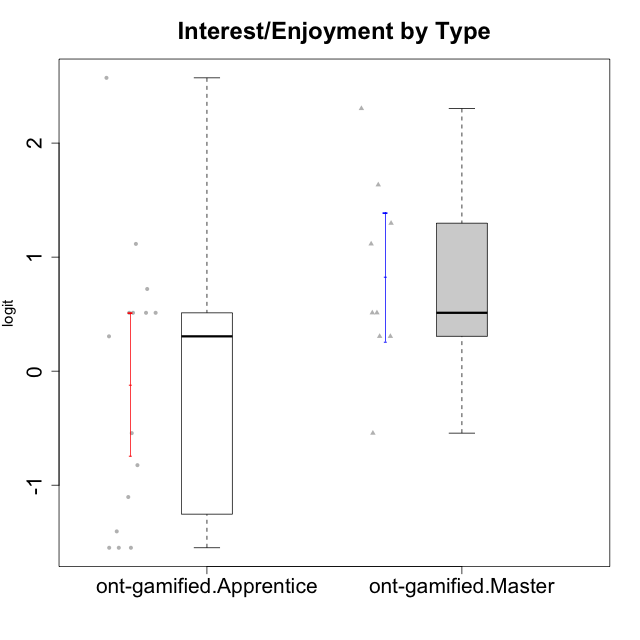 Interest/Enjoyment by Type
logit
2
1
0
-1
ont-gamified.Apprentice
ont-gamified.Master